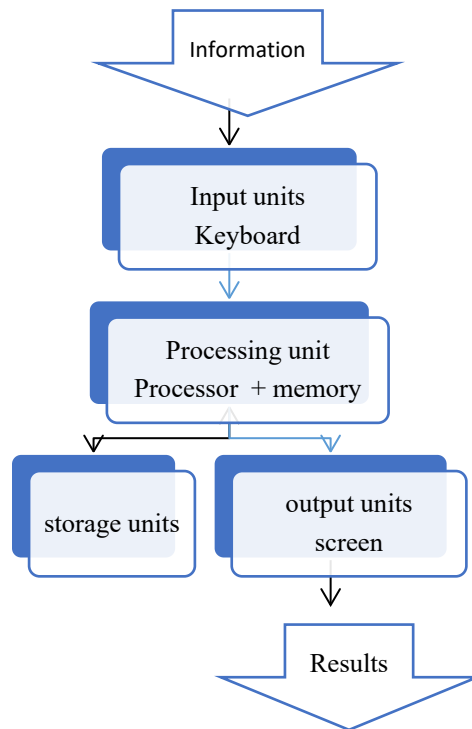 Information
Input units
Keyboard
Processing unit
Processor + memory
storage units
output units
screen
Results